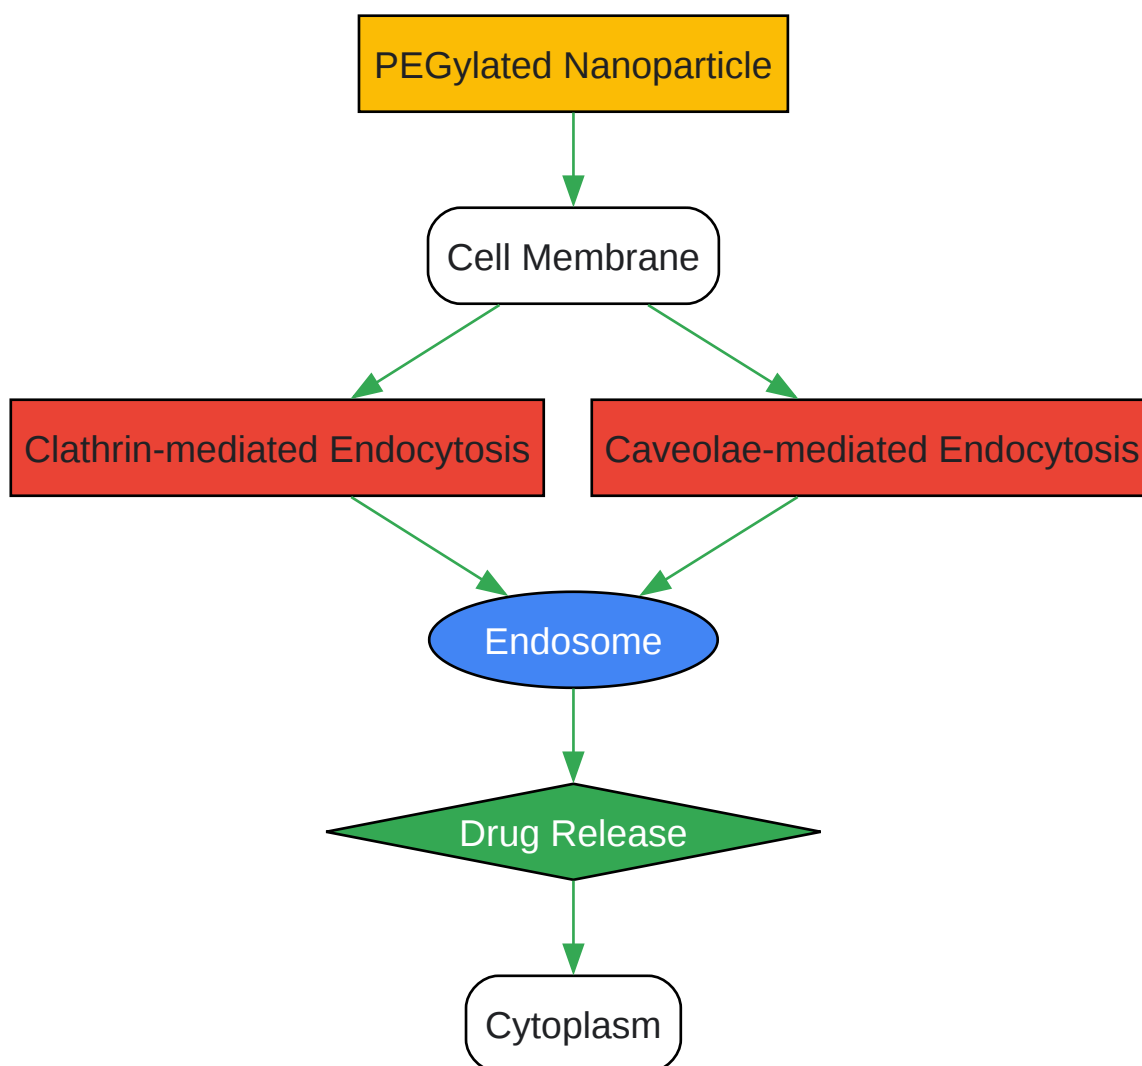 PEGylated Nanoparticle
Cell Membrane
Clathrin-mediated Endocytosis
Caveolae-mediated Endocytosis
Endosome
Drug Release
Cytoplasm